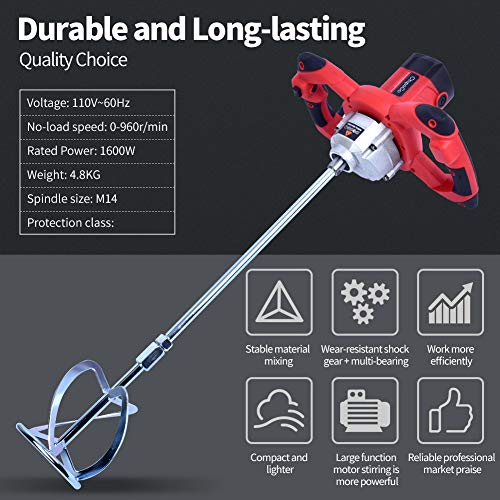 Durable and Long-lasting
Quality Choice
Voltage: 110V~60Hz
No-load speed: 0-960r/min
Rated Power: 1600W
Weight: 4.8KG
Spindle size: M14
Protection class:
Stable material
mixing
Wear-resistant shock
gear + multi-bearing
Work more
efficiently
Compact and
lighter
Large function
motor stirring is
more powerful
Reliable professional
market praise